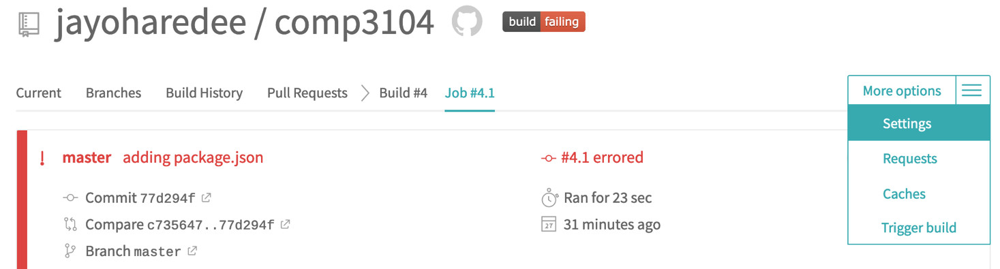 jayoharedee / comp3104 build failing
Current Branches Build History Pull Requests Build #4 Job #4.1
More options
Settings
Requests
Caches
Trigger build
! master adding package.json
Commit 77d294f
Compare c735647..77d294f
Branch master
#4.1 errored
Ran for 23 sec
27 31 minutes ago